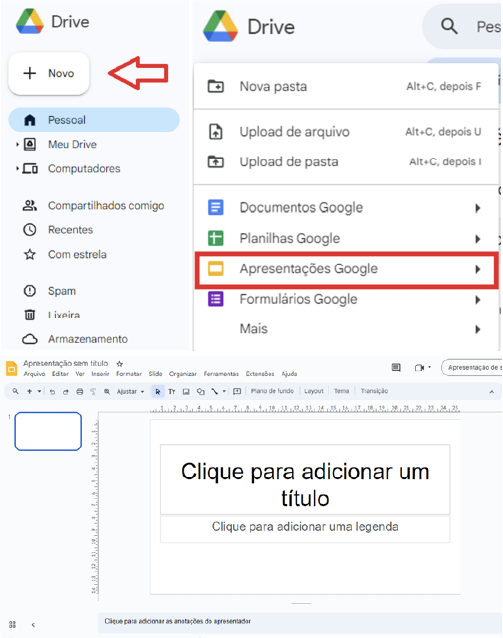 Drive
Novo
Pessoal
Meu Drive
Computadores
Compartilhados comigo
Recentes
Com estrela
Spam
Lixeira
Armazenamento
Drive
Nova pasta Alt+C, depois F
Upload de arquivo Alt+C, depois U
Upload de pasta Alt+C, depois I
Documentos Google
Planilhas Google
Apresentações Google
Formulários Google
Mais
Apresentação sem título
Arquivo Editar Ver Inserir Formatar Slide Organizar Ferramentas Extensões Ajuda
Apresentação de s
Ajustar Tt Plano de fundo Layout Tema Transição
1
Clique para adicionar um
título
Clique para adicionar uma legenda
Clique para adicionar as anotações do apresentador